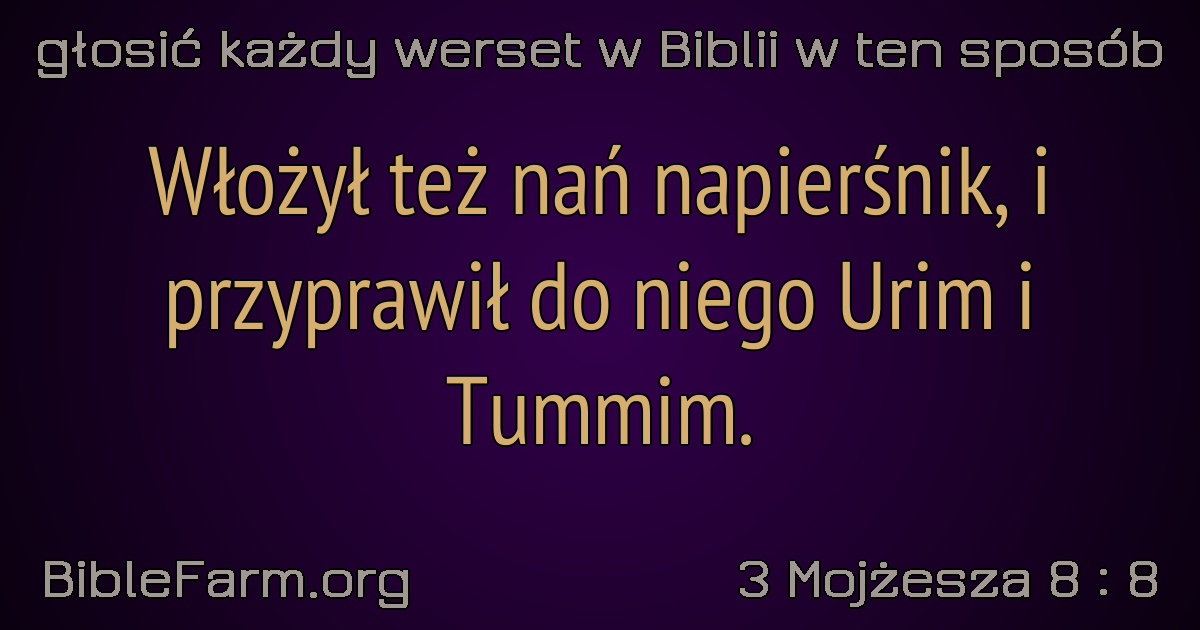 głosić każdy werset w Biblii w ten sposób
Włożył też nań napierśnik, i
przyprawił do niego Urim i
Tummim.
BibleFarm.org
3 Mojżesza 8 : 8